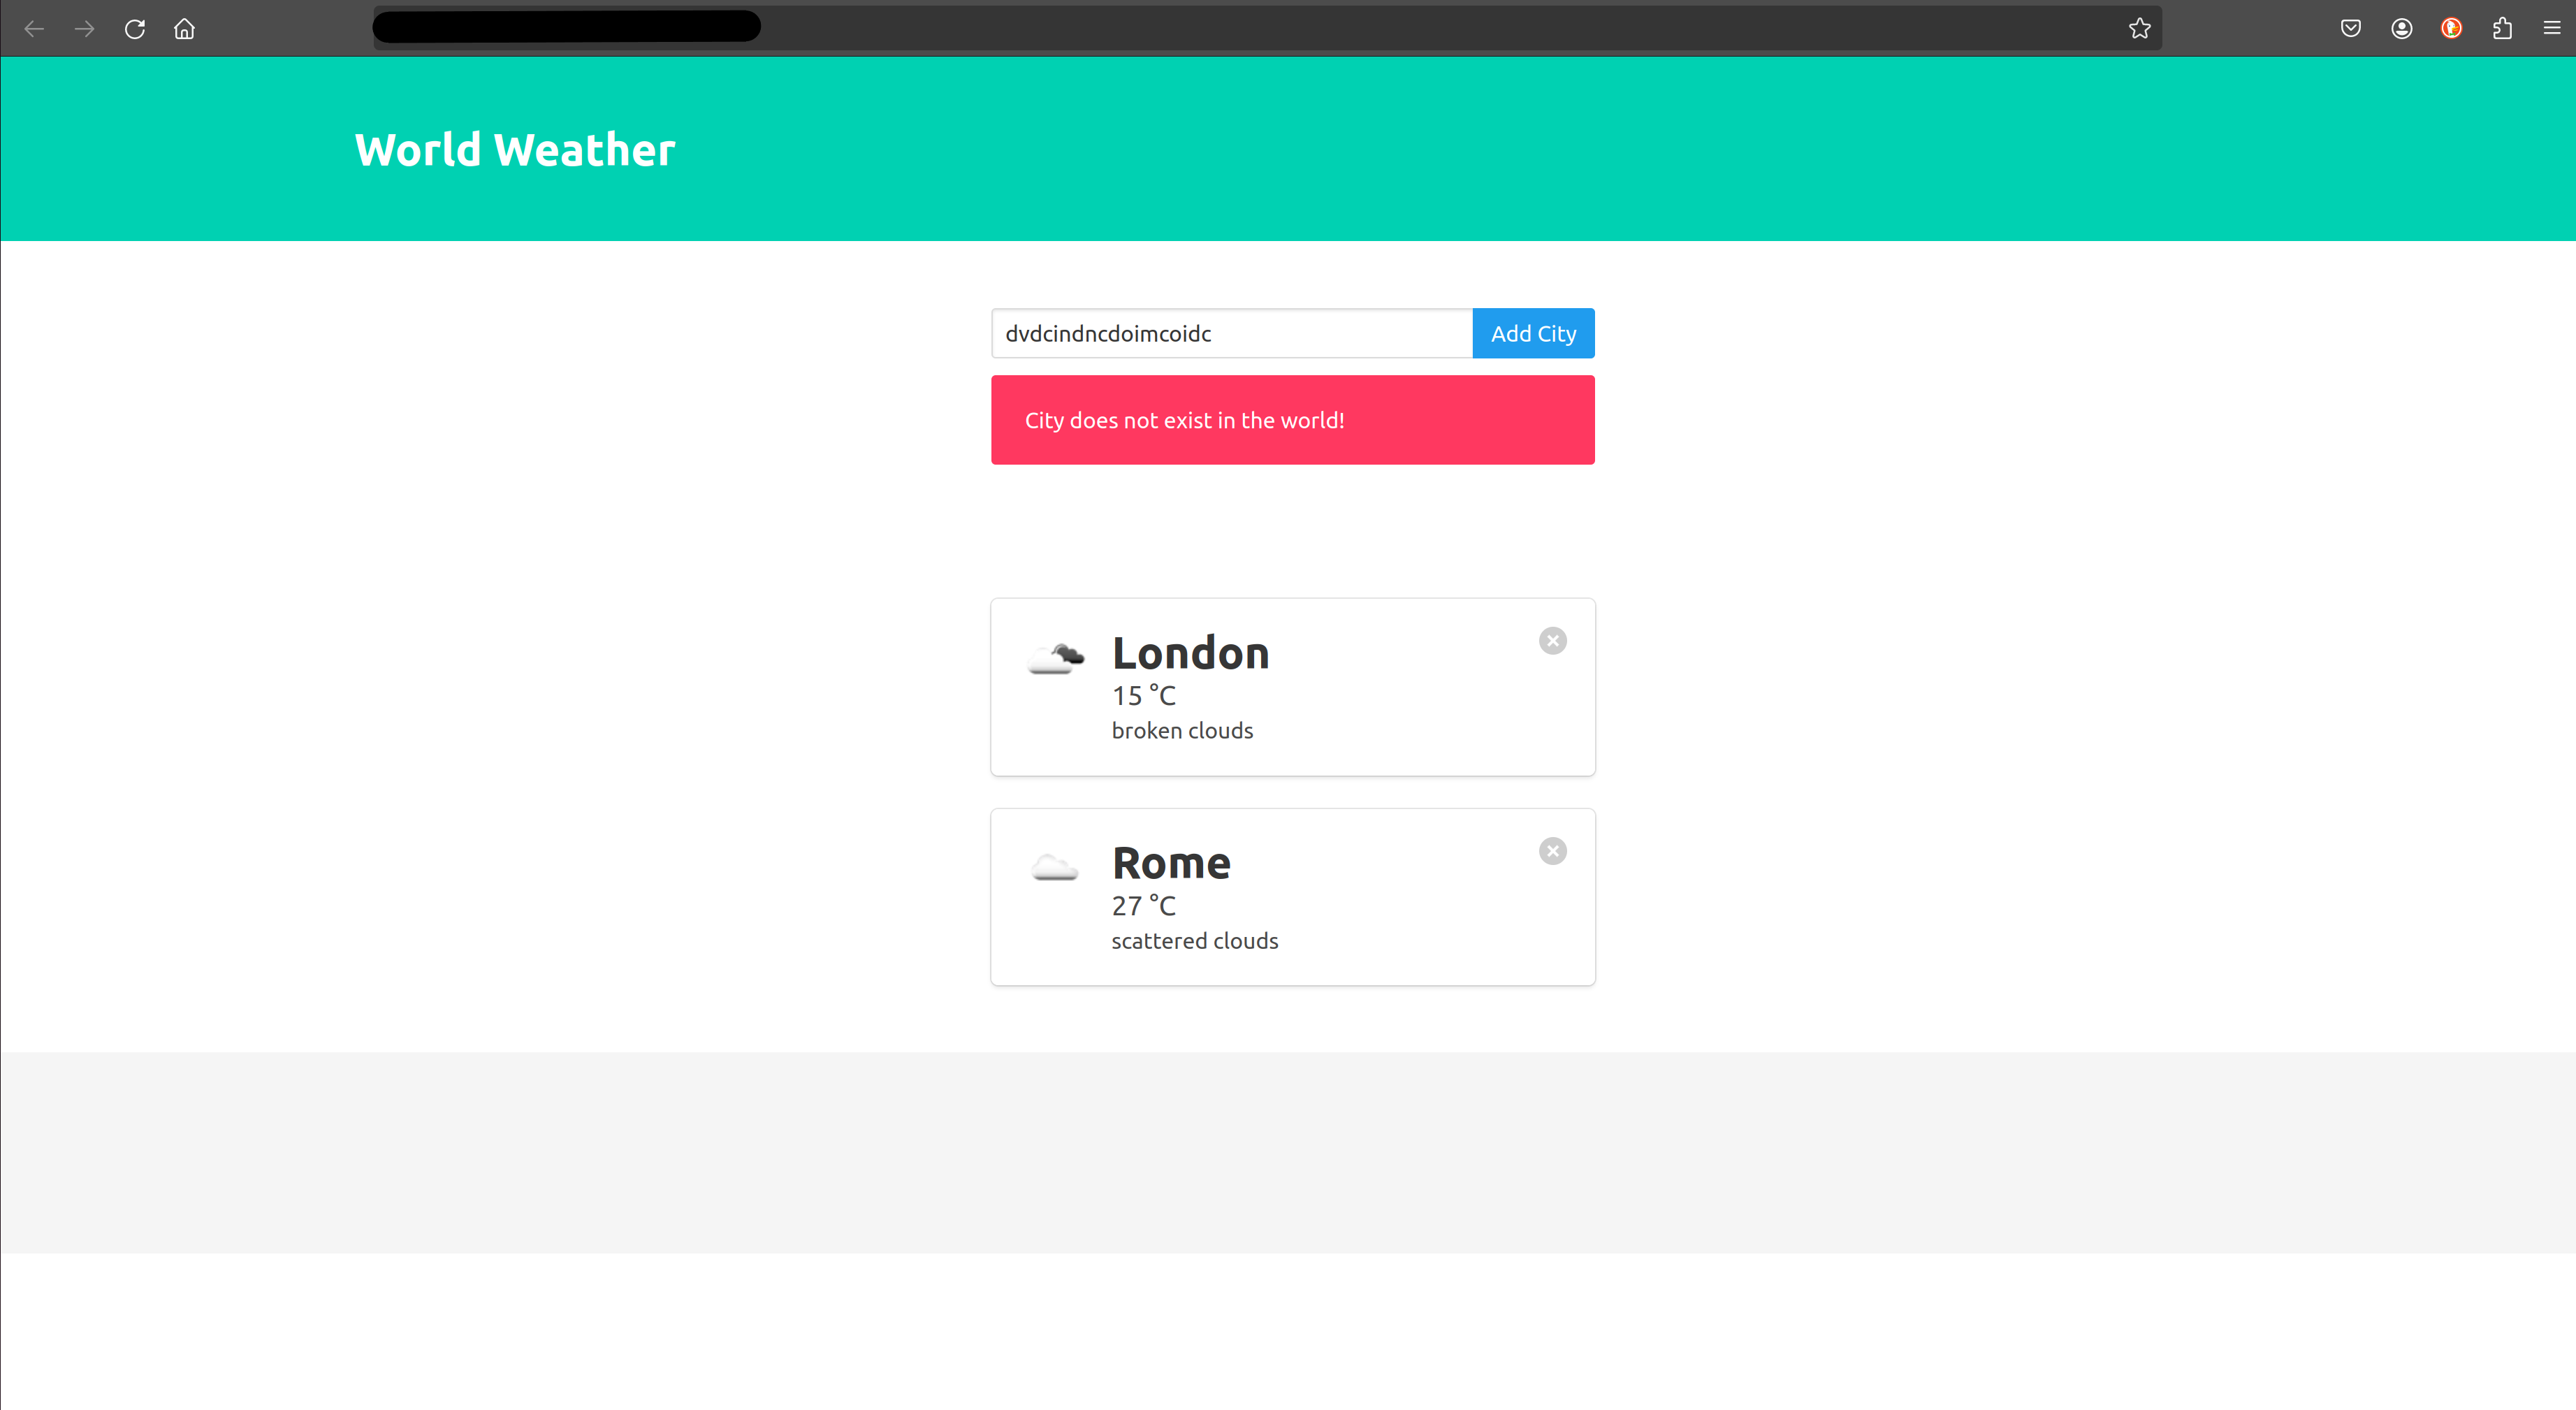 World Weather
dvdcindncdoimcoidc
Add City
City does not exist in the world!
London
15 °C
broken clouds
Rome
27 °C
scattered clouds